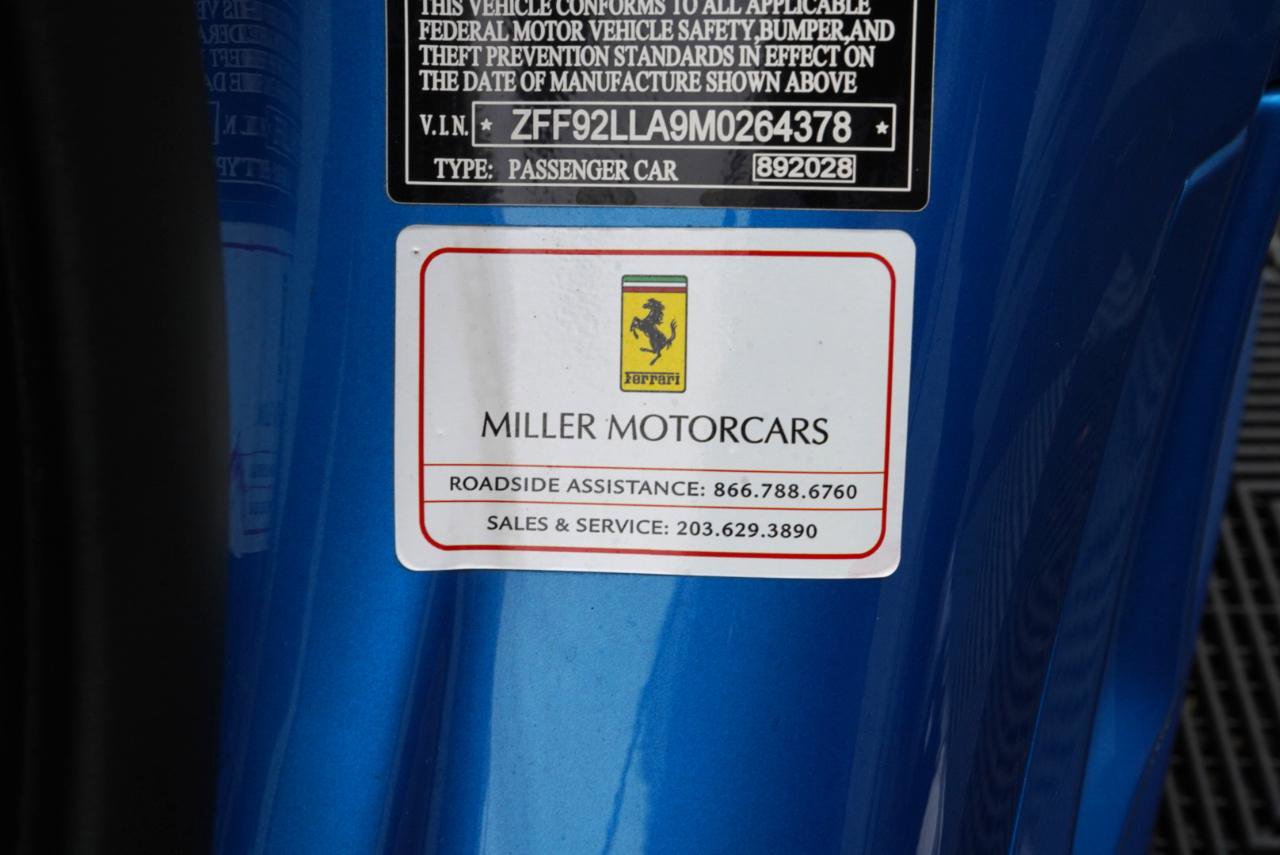 THIS VEHICLE CONFORMS TO ALL APPLICABLE
FEDERAL MOTOR VEHICLE SAFETY,BUMPER,AND
THEFT PREVENTION STANDARDS IN EFFECT ON
THE DATE OF MANUFACTURE SHOWN ABOVE
V.I.N. ★ ZFF92LLA9M0264378 ★
TYPE: PASSENGER CAR 892028
Ferrari
MILLER MOTORCARS
ROADSIDE ASSISTANCE: 866.788.6760
SALES & SERVICE: 203.629.3890